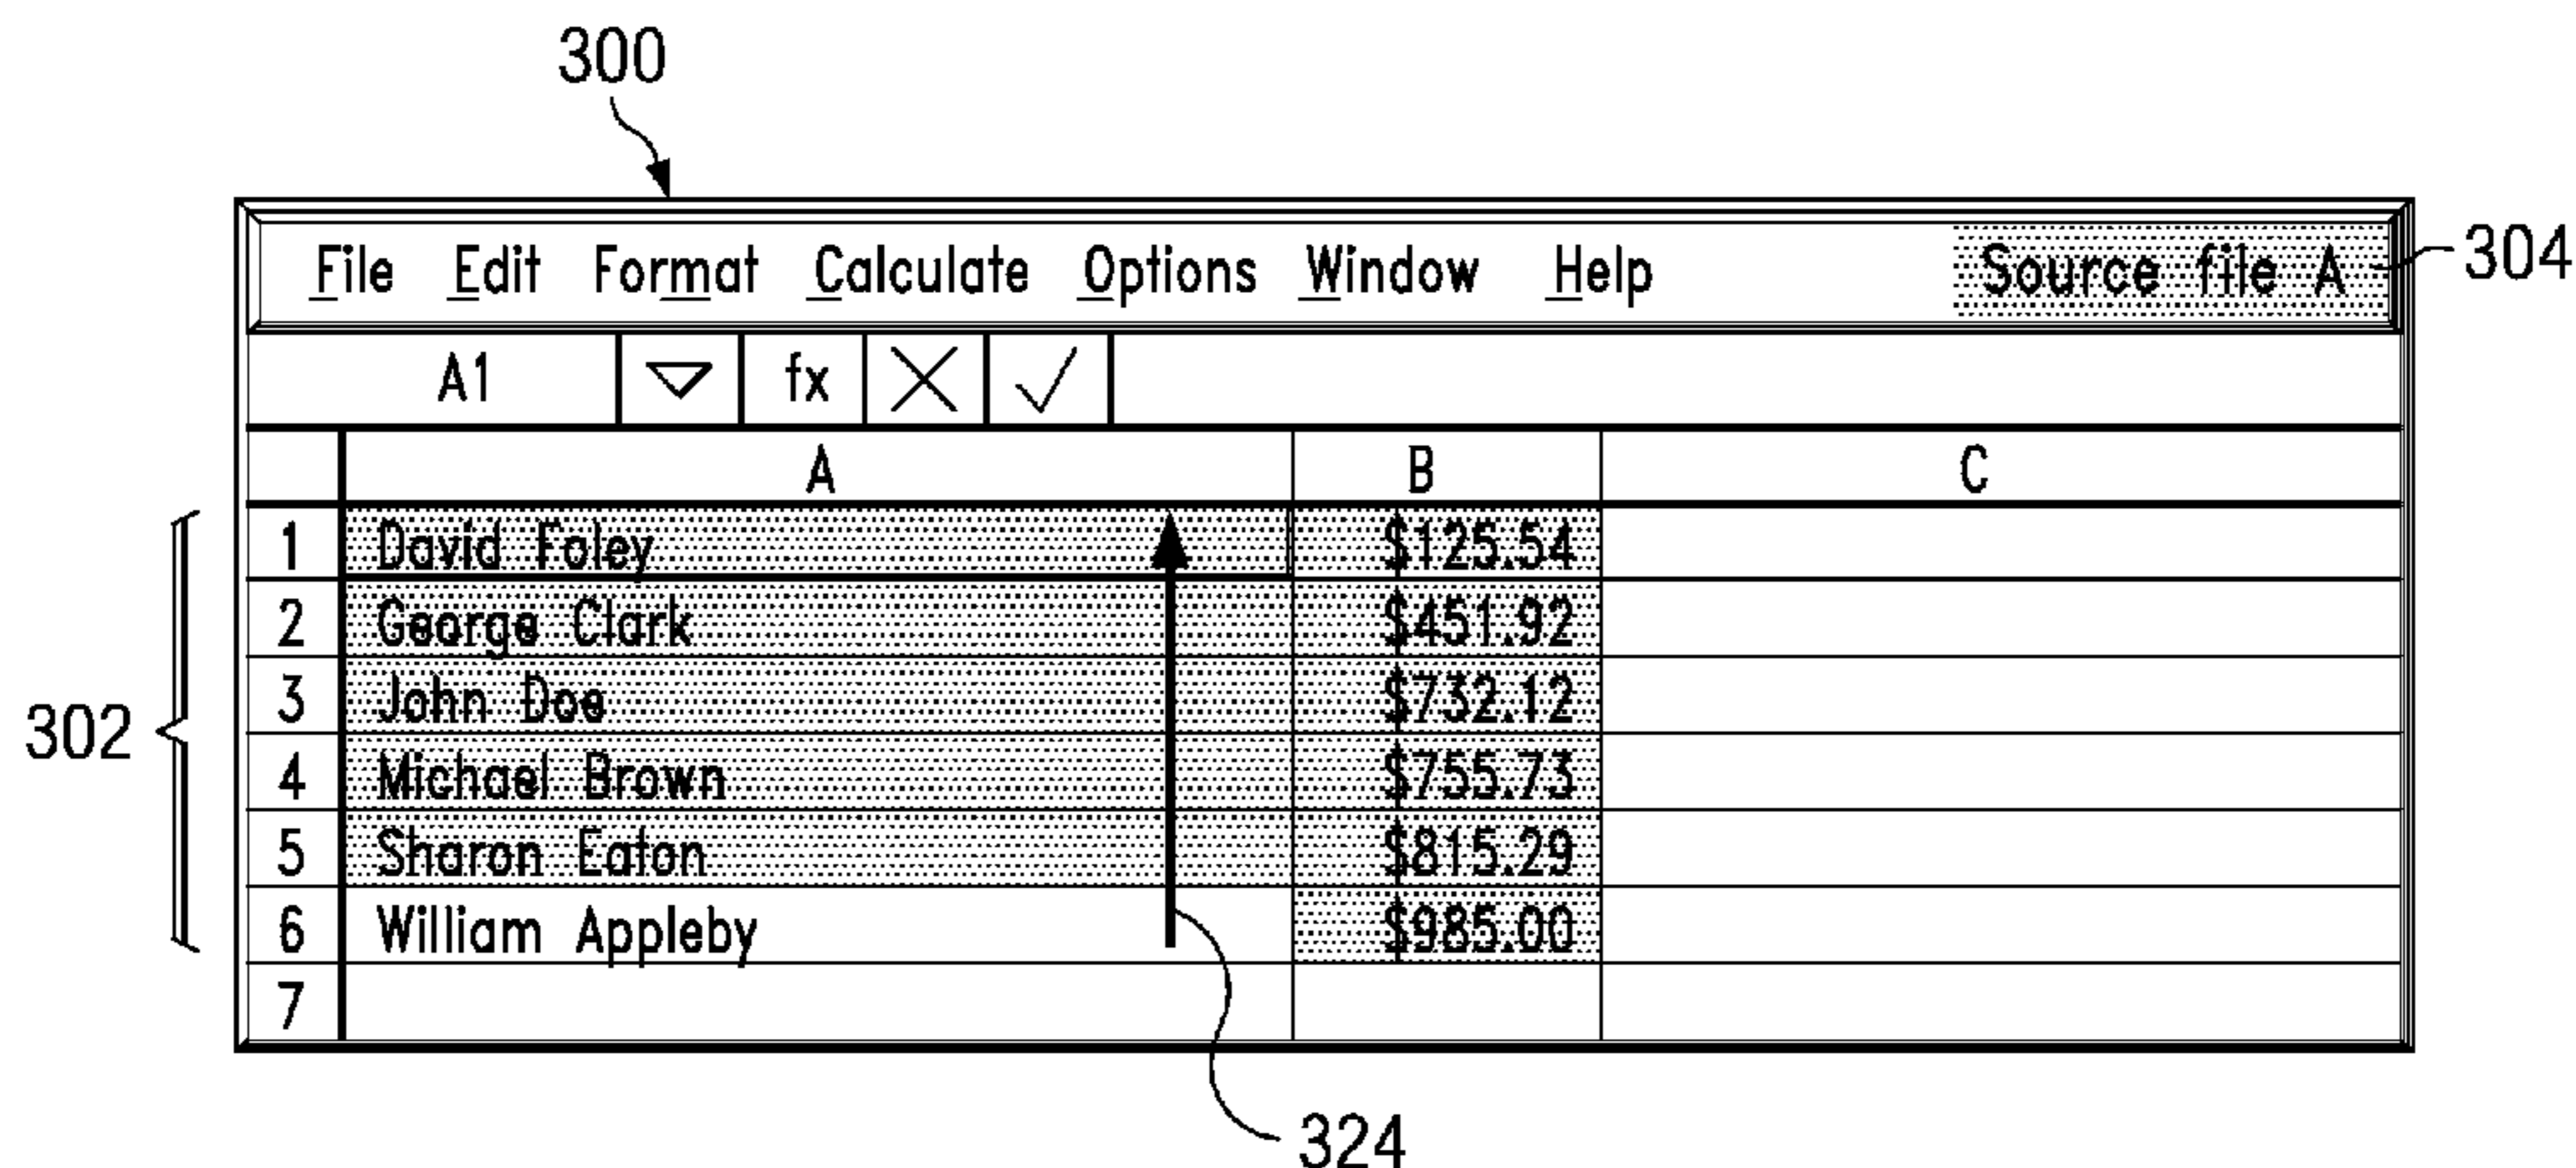 300
File Edit Format Calculate Options Window Help Source file A 304
A1 fx
A B C
1 David Foley $125.54
2 George Clark $451.92
3 John Doe $732.12
302
4 Michael Brown $755.73
5 Sharon Eaton $815.29
6 William Appleby $985.00
7
324